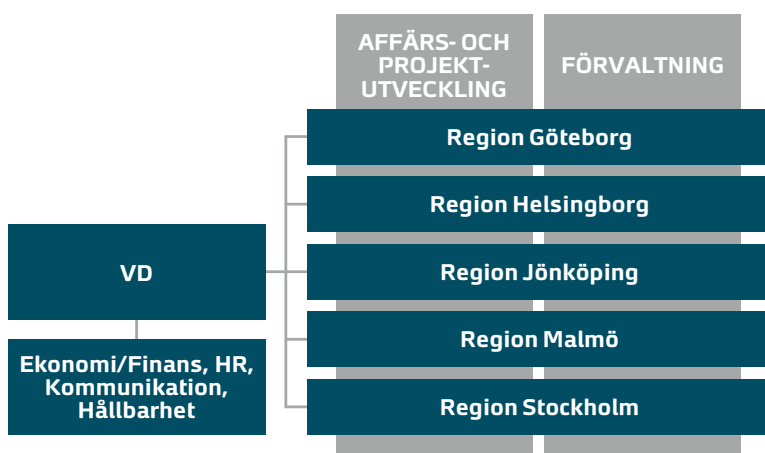 AFFÄRS- OCH
PROJEKT-
UTVECKLING
FÖRVALTNING
Region Göteborg
Region Helsingborg
Region Jönköping
Region Malmö
Region Stockholm
VD
Ekonomi/Finans, HR,
Kommunikation,
Hållbarhet